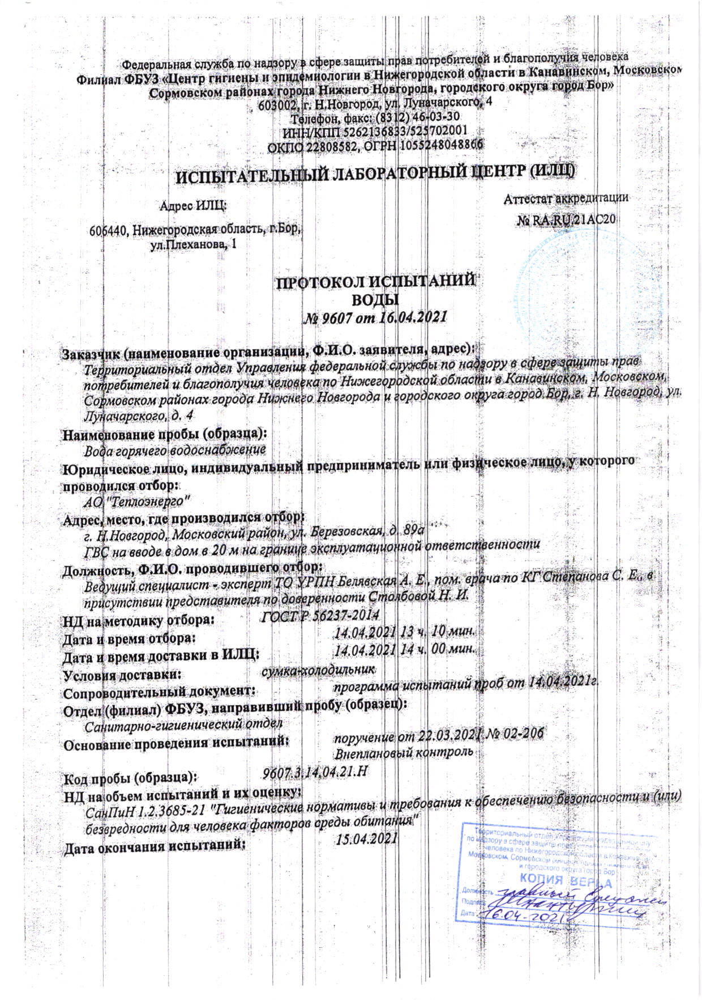 Федеральная служба по надзору в сфере защиты прав потребителей и благополучия человека
Филиал ФБУЗ «Центр гигиены и эпидемиологии в Нижегородской области в Канавинском, Московском
Сормовском районах города Нижнего Новгорода, городского округа город Бор»
603002, г. Н.Новгород, ул. Луначарского, 4
Телефон, факс: (8312) 46-03-30
ИНН/КПП 5262136833/525702001
ОКПО 22808582, ОГРН 1055248048866
ИСПЫТАТЕЛЬНЫЙ ЛАБОРАТОРНЫЙ ЦЕНТР (ИЛЦ)
Адрес ИЛЦ:
606440, Нижегородская область, г.Бор,
ул.Плеханова, 1
Аттестат аккредитации
№ RA.RU.21АС20
ПРОТОКОЛ ИСПЫТАНИЙ
ВОДЫ
№ 9607 от 16.04.2021
Заказчик (наименование организации, Ф.И.О. заявителя, адрес):
Территориальный отдел Управления федеральной службы по надзору в сфере защиты прав
потребителей и благополучия человека по Нижегородской области в Канавинском, Московском,
Сормовском районах города Нижнего Новгорода и городского округа город Бор, г. Н. Новгород, ул.
Луначарского, д. 4
Наименование пробы (образца):
Вода горячего водоснабжение
Юридическое лицо, индивидуальный предприниматель или физическое лицо, у которого
проводился отбор:
АО "Теплоэнерго"
Адрес, место, где производился отбор:
г. Н.Новгород, Московский район, ул. Березовская, д. 89а
ГВС на вводе в дом в 20 м на границе эксплуатационной ответственности
Должность, Ф.И.О. проводившего отбор:
Ведущий специалист - эксперт ТО УРПН Белявская А. Е., пом. врача по КГ Степанова С. Е., в
присутствии представителя по доверенности Столбовой Н. И.
НД на методику отбора: ГОСТ Р 56237-2014
Дата и время отбора: 14.04.2021 13 ч. 10 мин.
Дата и время доставки в ИЛЦ: 14.04.2021 14 ч. 00 мин.
Условия доставки: сумка-холодильник
Сопроводительный документ: программа испытаний проб от 14.04.2021г.
Отдел (филиал) ФБУЗ, направивший пробу (образец):
Санитарно-гигиенический отдел
Основание проведения испытаний: поручение от 22.03.2021 № 02-206
Внеплановый контроль
Код пробы (образца): 9607.3.14.04.21.Н
НД на объем испытаний и их оценку:
СанПиН 1.2.3685-21 "Гигиенические нормативы и требования к обеспечению безопасности и (или)
безвредности для человека факторов среды обитания"
Дата окончания испытаний: 15.04.2021
Территориальный отдел Управления Федеральной слу
по надзору в сфере защиты прав
человека по Нижегородской области в Канавинс
Московском, Сормовском
и городского округа город Бор
КОПИЯ ВЕРНА
Должность главный
Подпись
Дата 16.04.2021